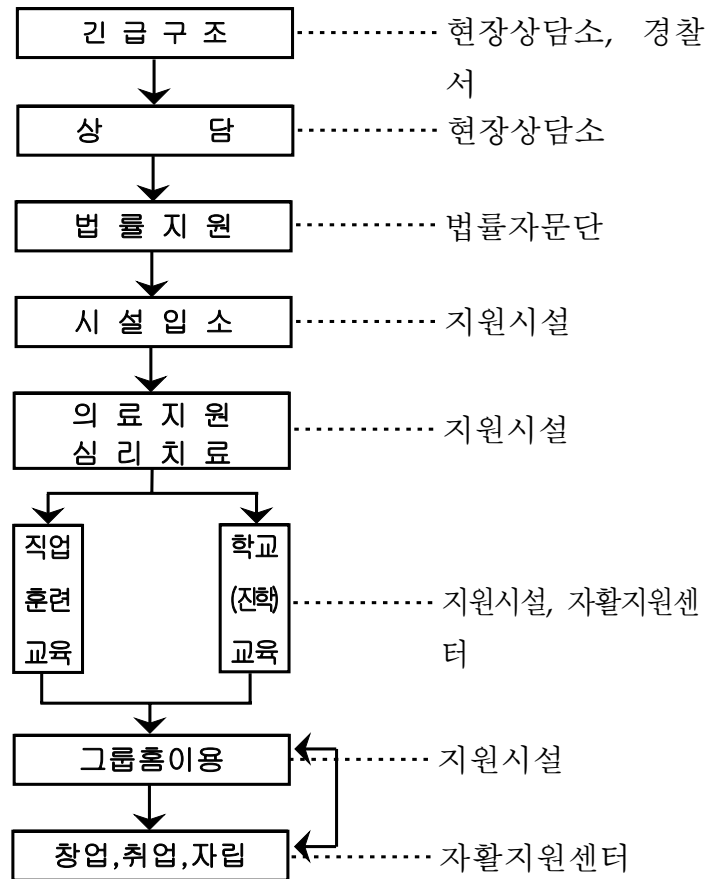 긴 급 구 조 ············· 현장상담소, 경찰
서
상 담 ············· 현장상담소
법 률 지 원 ············· 법률자문단
시 설 입 소 ············· 지원시설
의 료 지 원
심 리 치 료 ············· 지원시설
직업
훈련
교육
학교
(진학)
교육
············· 지원시설, 자활지원센
터
그룹홈이용 ············· 지원시설
창업,취업,자립 ············· 자활지원센터